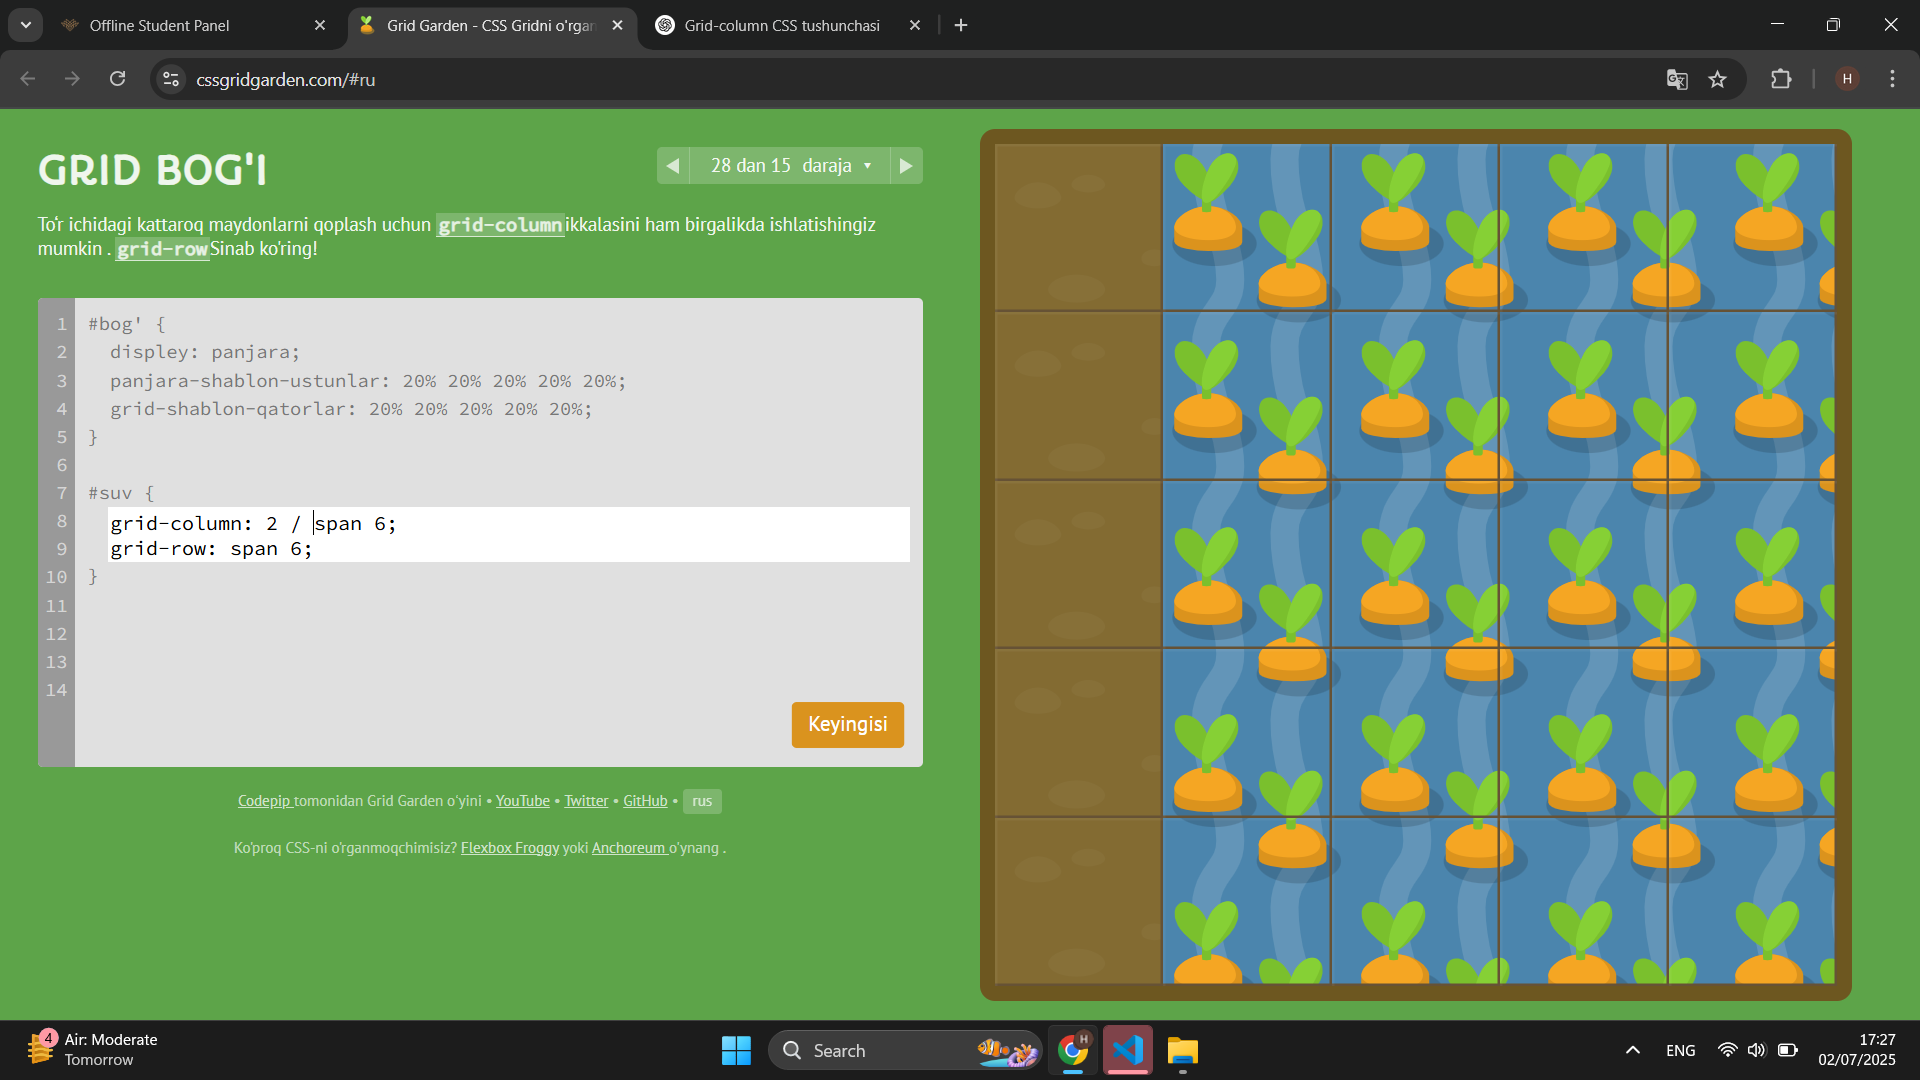 Offline Student Panel
Grid Garden - CSS Gridni o'rgan
Grid-column CSS tushunchasi
cssgridgarden.com/#ru
H
GRID BOG'I
28 dan 15 daraja
Toʻr ichidagi kattaroq maydonlarni qoplash uchun grid-column ikkalasini ham birgalikda ishlatishingiz
mumkin . grid-row Sinab koʻring!
1 #bog' {
2 displey: panjara;
3 panjara-shablon-ustunlar: 20% 20% 20% 20% 20%;
4 grid-shablon-qatorlar: 20% 20% 20% 20% 20%;
5 }
6
7 #suv {
8 grid-column: 2 / span 6;
9 grid-row: span 6;
10 }
11
12
13
14
Keyingisi
Codepip tomonidan Grid Garden oʻyini • YouTube • Twitter • GitHub • rus
Ko'proq CSS-ni o'rganmoqchimisiz? Flexbox Froggy yoki Anchoreum o'ynang .
4
Air: Moderate
Tomorrow
Search
H
ENG
17:27
02/07/2025